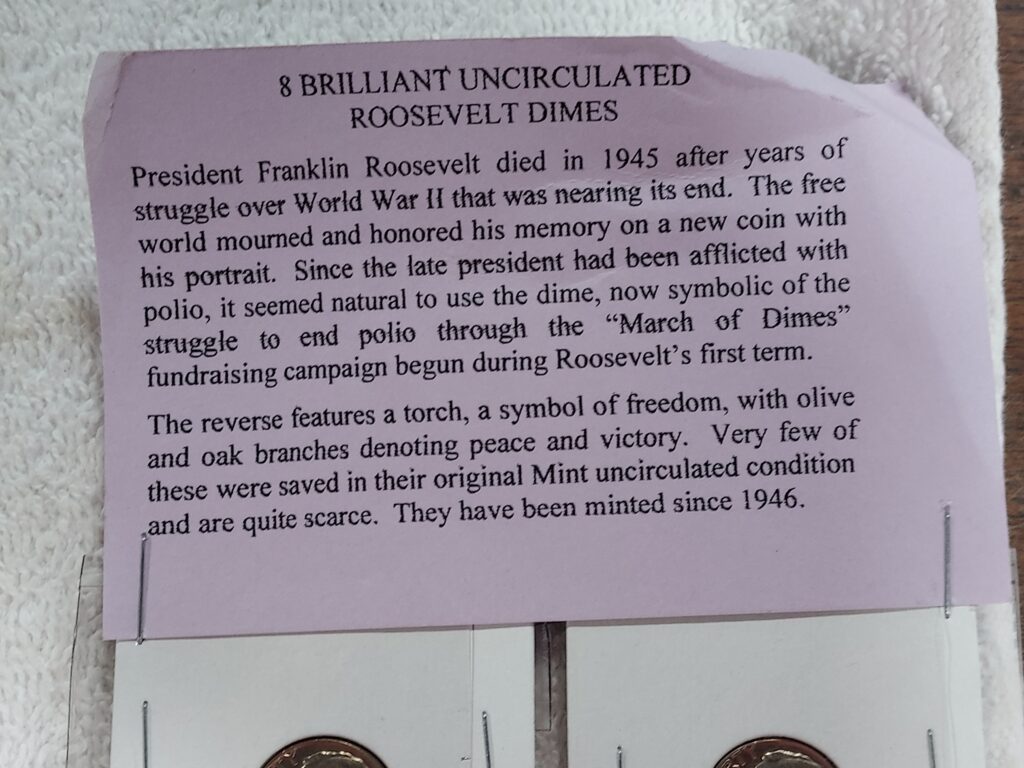 8 BRILLIANT UNCIRCULATED
ROOSEVELT DIMES
President Franklin Roosevelt died in 1945 after years of
struggle over World War II that was nearing its end. The free
world mourned and honored his memory on a new coin with
his portrait. Since the late president had been afflicted with
polio, it seemed natural to use the dime, now symbolic of the
struggle to end polio through the “March of Dimes”
fundraising campaign begun during Roosevelt’s first term.
The reverse features a torch, a symbol of freedom, with olive
and oak branches denoting peace and victory. Very few of
these were saved in their original Mint uncirculated condition
and are quite scarce. They have been minted since 1946.